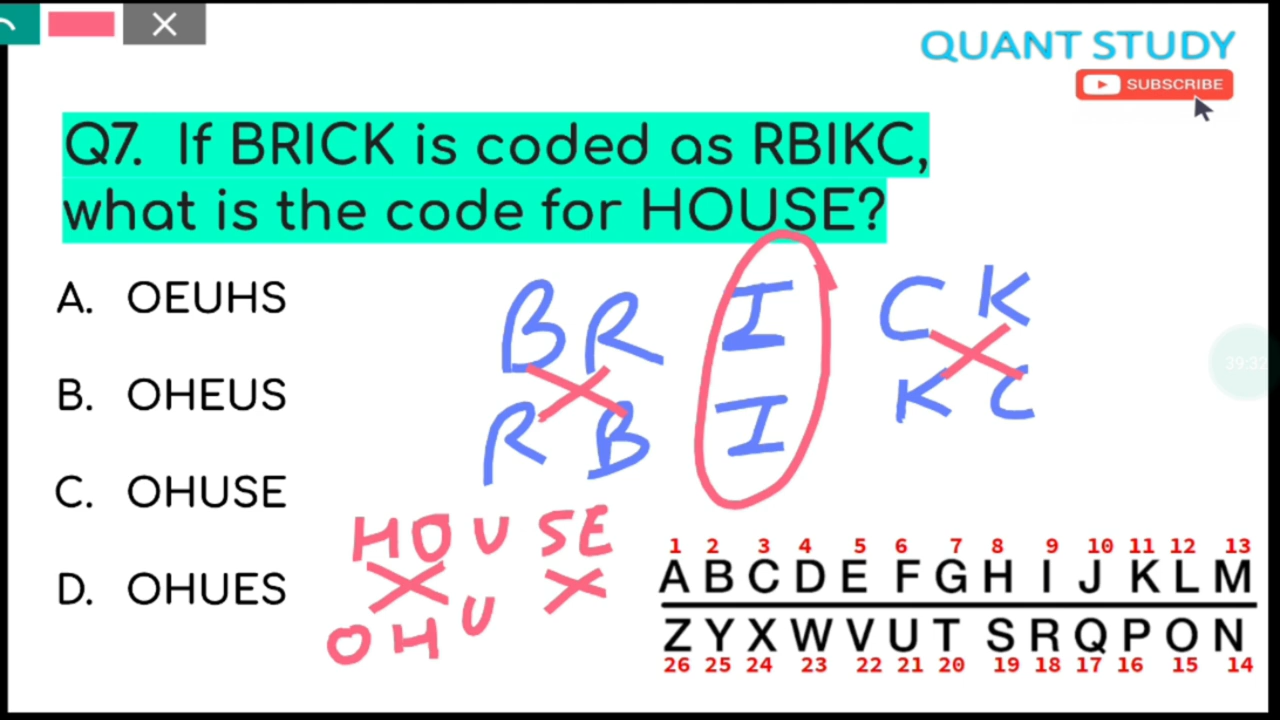 QUANT STUDY
SUBSCRIBE
Q7. If BRICK is coded as RBIKC,
what is the code for HOUSE?
A. OEUHS
B. OHEUS
C. OHUSE
D. OHUES
B R I C K
R B I K C
39:32
H O U S E
O H U
1 2 3 4 5 6 7 8 9 10 11 12 13
A B C D E F G H I J K L M
Z Y X W V U T S R Q P O N
26 25 24 23 22 21 20 19 18 17 16 15 14